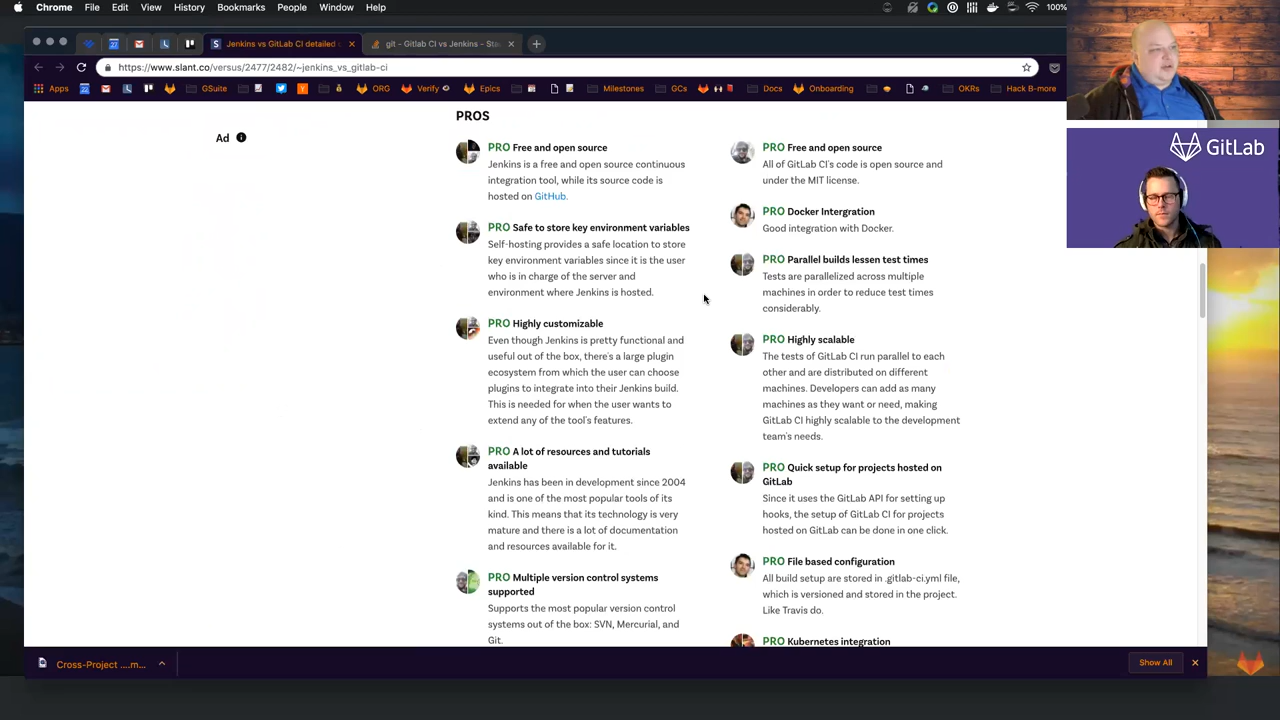 Chrome File Edit View History Bookmarks People Window Help
100%
Jenkins vs GitLab CI detailed
git - Gitlab CI vs Jenkins - Sta
https://www.slant.co/versus/2477/2482/~jenkins_vs_gitlab-ci
Apps GSuite ORG Verify Epics Milestones GCs Docs Onboarding OKRs Hack B-more
GitLab
Ad
PROS
PRO Free and open source
Jenkins is a free and open source continuous
integration tool, while its source code is
hosted on GitHub.
PRO Safe to store key environment variables
Self-hosting provides a safe location to store
key environment variables since it is the user
who is in charge of the server and
environment where Jenkins is hosted.
PRO Highly customizable
Even though Jenkins is pretty functional and
useful out of the box, there's a large plugin
ecosystem from which the user can choose
plugins to integrate into their Jenkins build.
This is needed for when the user wants to
extend any of the tool's features.
PRO A lot of resources and tutorials
available
Jenkins has been in development since 2004
and is one of the most popular tools of its
kind. This means that its technology is very
mature and there is a lot of documentation
and resources available for it.
PRO Multiple version control systems
supported
Supports the most popular version control
systems out of the box: SVN, Mercurial, and
Git.
PRO Free and open source
All of GitLab CI's code is open source and
under the MIT license.
PRO Docker Intergration
Good integration with Docker.
PRO Parallel builds lessen test times
Tests are parallelized across multiple
machines in order to reduce test times
considerably.
PRO Highly scalable
The tests of GitLab CI run parallel to each
other and are distributed on different
machines. Developers can add as many
machines as they want or need, making
GitLab CI highly scalable to the development
team's needs.
PRO Quick setup for projects hosted on
GitLab
Since it uses the GitLab API for setting up
hooks, the setup of GitLab CI for projects
hosted on GitLab can be done in one click.
PRO File based configuration
All build setup are stored in .gitlab-ci.yml file,
which is versioned and stored in the project.
Like Travis do.
PRO Kubernetes integration
Cross-Project ....m...
Show All